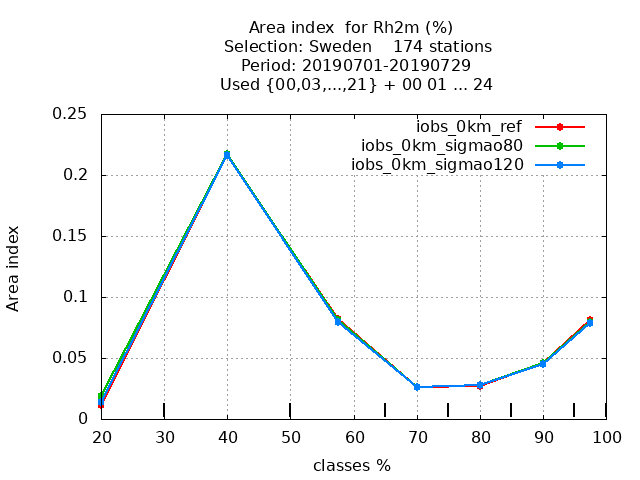 Area index  for Rh2m (%)
Selection: Sweden    174 stations
Period: 20190701-20190729
Used {00,03,...,21} + 00 01 ... 24
iobs_0km_ref
iobs_0km_sigmao80
iobs_0km_sigmao120
Area index
0.25
0.2
0.15
0.1
0.05
0
20 30 40 50 60 70 80 90 100
classes %